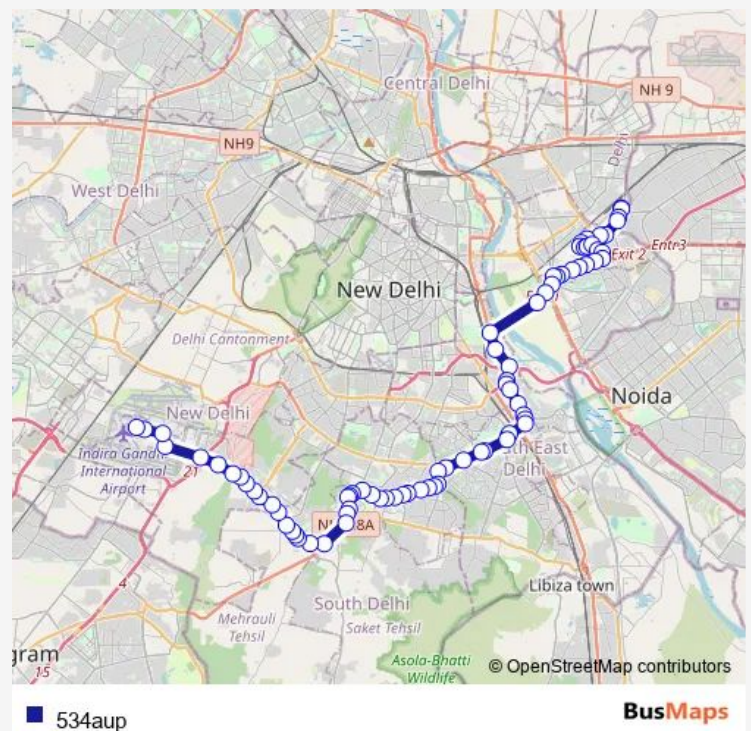 Central Delhi
NH 9
NH9
Delhi
West Delhi
Exit 2
Entr3
New Delhi
Delhi Cantonment
Noida
New Delhi
Indira Gandhi
International
Airport
21
Delhi
4
Libiza town
South Delhi
Mehrauli
Tehsil
Saket Tehsil
gram
15
Asola-Bhatti
Wildlife
© OpenStreetMap contributors
534aup
BusMaps